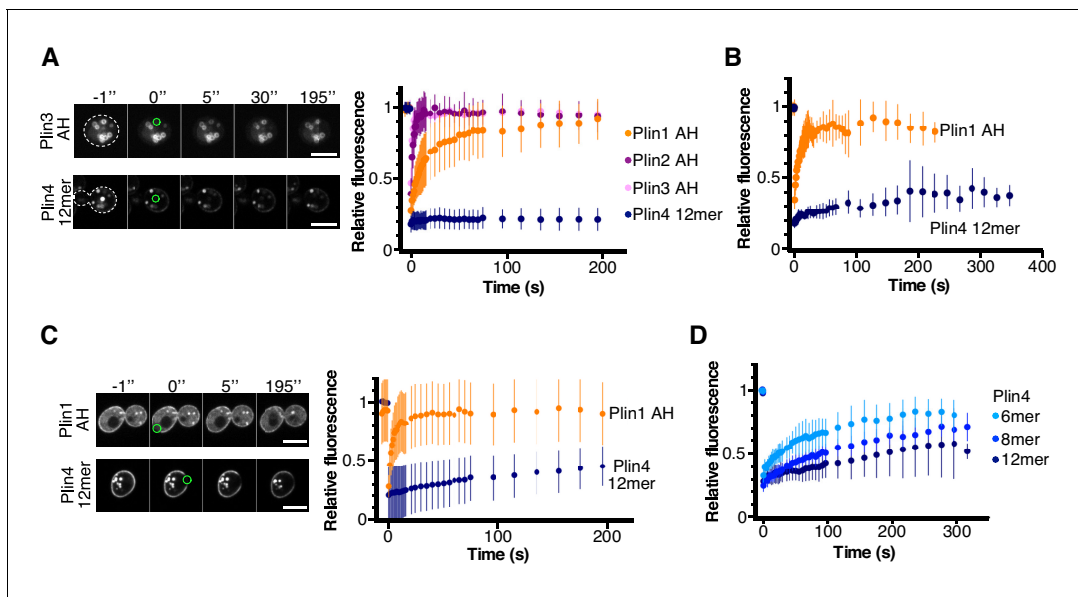 A
-1’’ 0’’ 5’’ 30’’ 195’’
Plin3 AH
Plin4 12mer
Relative fluorescence
1
0.5
0
0 100 200
Time (s)
Plin1 AH
Plin2 AH
Plin3 AH
Plin4 12mer
B
Relative fluorescence
1
0.5
0
0 100 200 300 400
Time (s)
Plin1 AH
Plin4 12mer
C
-1’’ 0’’ 5’’ 195’’
Plin1 AH
Plin4 12mer
Relative fluorescence
1
0.5
0
0 100 200
Time (s)
Plin1 AH
Plin4
12mer
D
Relative fluorescence
1
0.5
0
0 100 200 300
Time (s)
Plin4
6mer
8mer
12mer